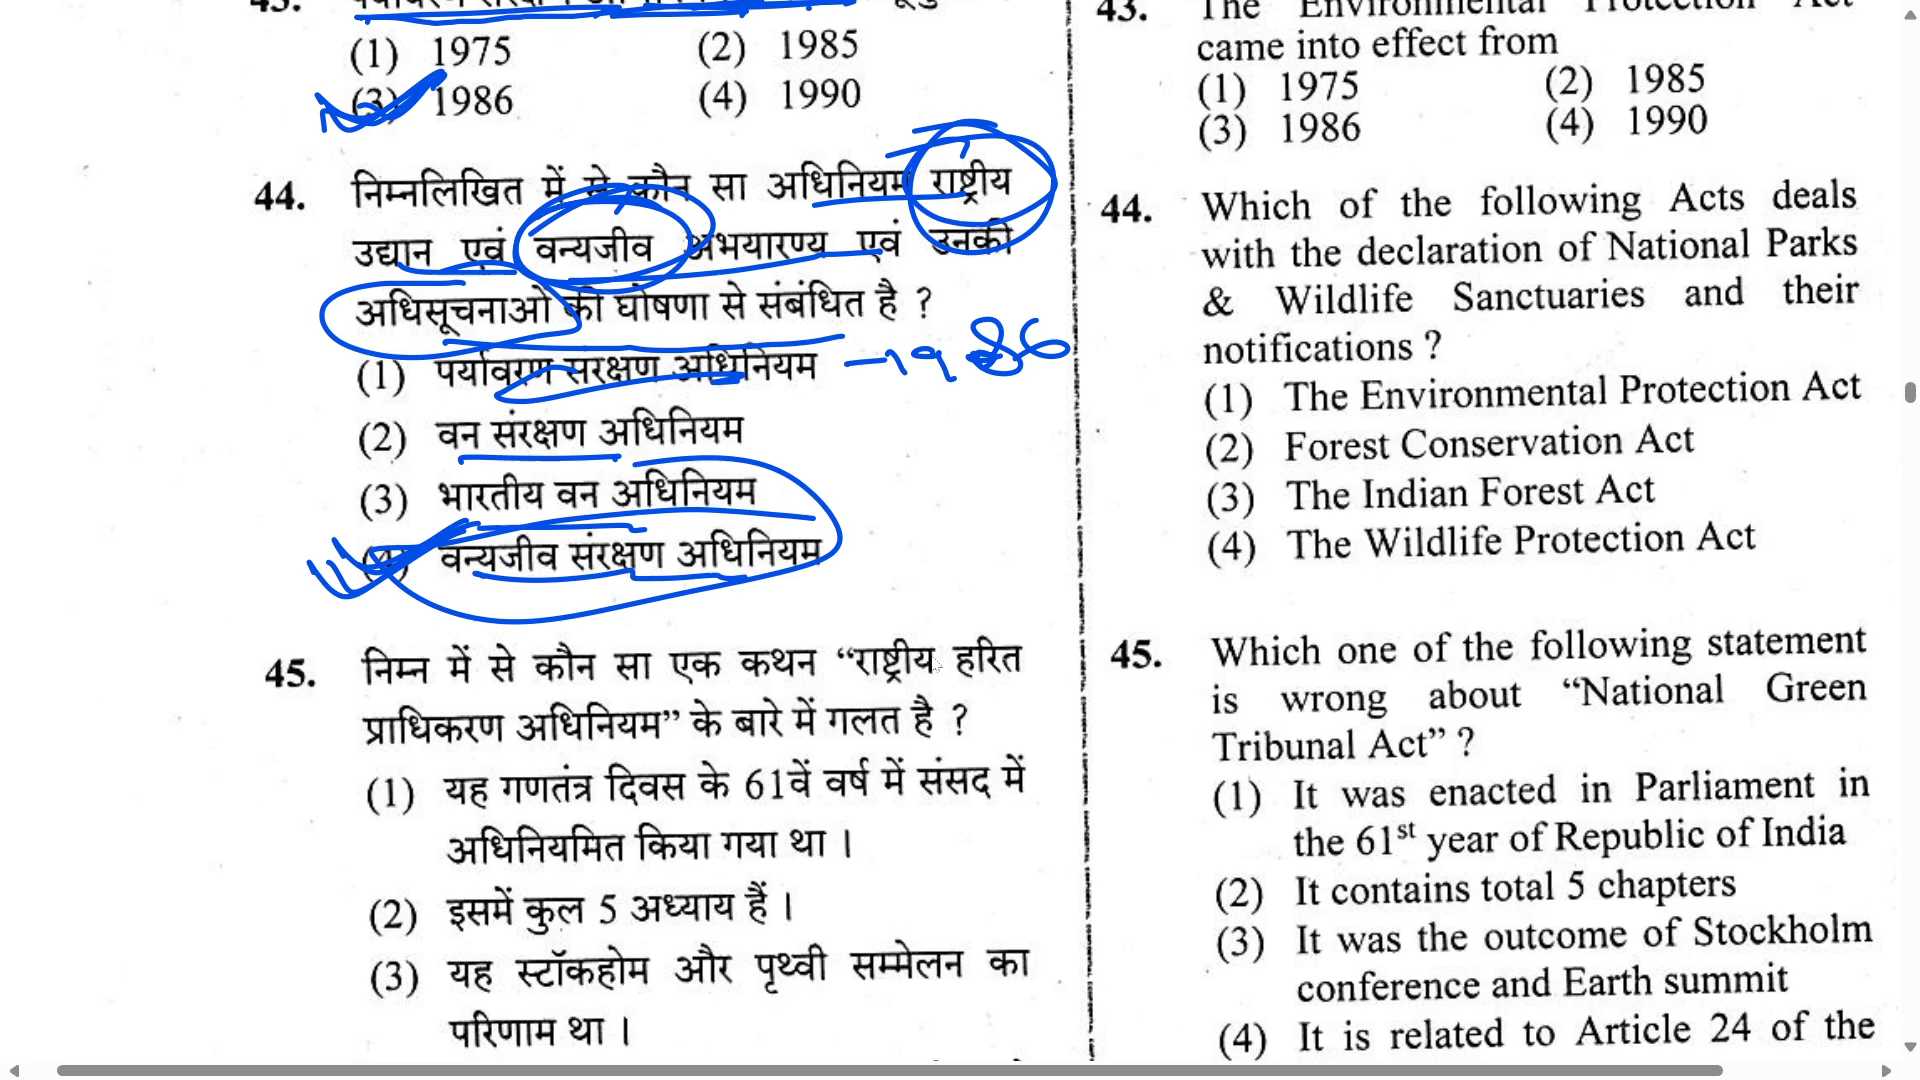 (1) 1975 (2) 1985
(3) 1986 (4) 1990
44. निम्नलिखित में से कौन सा अधिनियम राष्ट्रीय
उद्यान एवं वन्यजीव अभयारण्य एवं उनकी
अधिसूचनाओं की घोषणा से संबंधित है ?
(1) पर्यावरण संरक्षण अधिनियम - 1986
(2) वन संरक्षण अधिनियम
(3) भारतीय वन अधिनियम
(4) वन्यजीव संरक्षण अधिनियम
45. निम्न में से कौन सा एक कथन “राष्ट्रीय हरित
प्राधिकरण अधिनियम” के बारे में गलत है ?
(1) यह गणतंत्र दिवस के 61वें वर्ष में संसद में
अधिनियमित किया गया था ।
(2) इसमें कुल 5 अध्याय हैं ।
(3) यह स्टॉकहोम और पृथ्वी सम्मेलन का
परिणाम था ।
43. The Environmental Protection Act
came into effect from
(1) 1975 (2) 1985
(3) 1986 (4) 1990
44. Which of the following Acts deals
with the declaration of National Parks
& Wildlife Sanctuaries and their
notifications ?
(1) The Environmental Protection Act
(2) Forest Conservation Act
(3) The Indian Forest Act
(4) The Wildlife Protection Act
45. Which one of the following statement
is wrong about “National Green
Tribunal Act” ?
(1) It was enacted in Parliament in
the 61st year of Republic of India
(2) It contains total 5 chapters
(3) It was the outcome of Stockholm
conference and Earth summit
(4) It is related to Article 24 of the